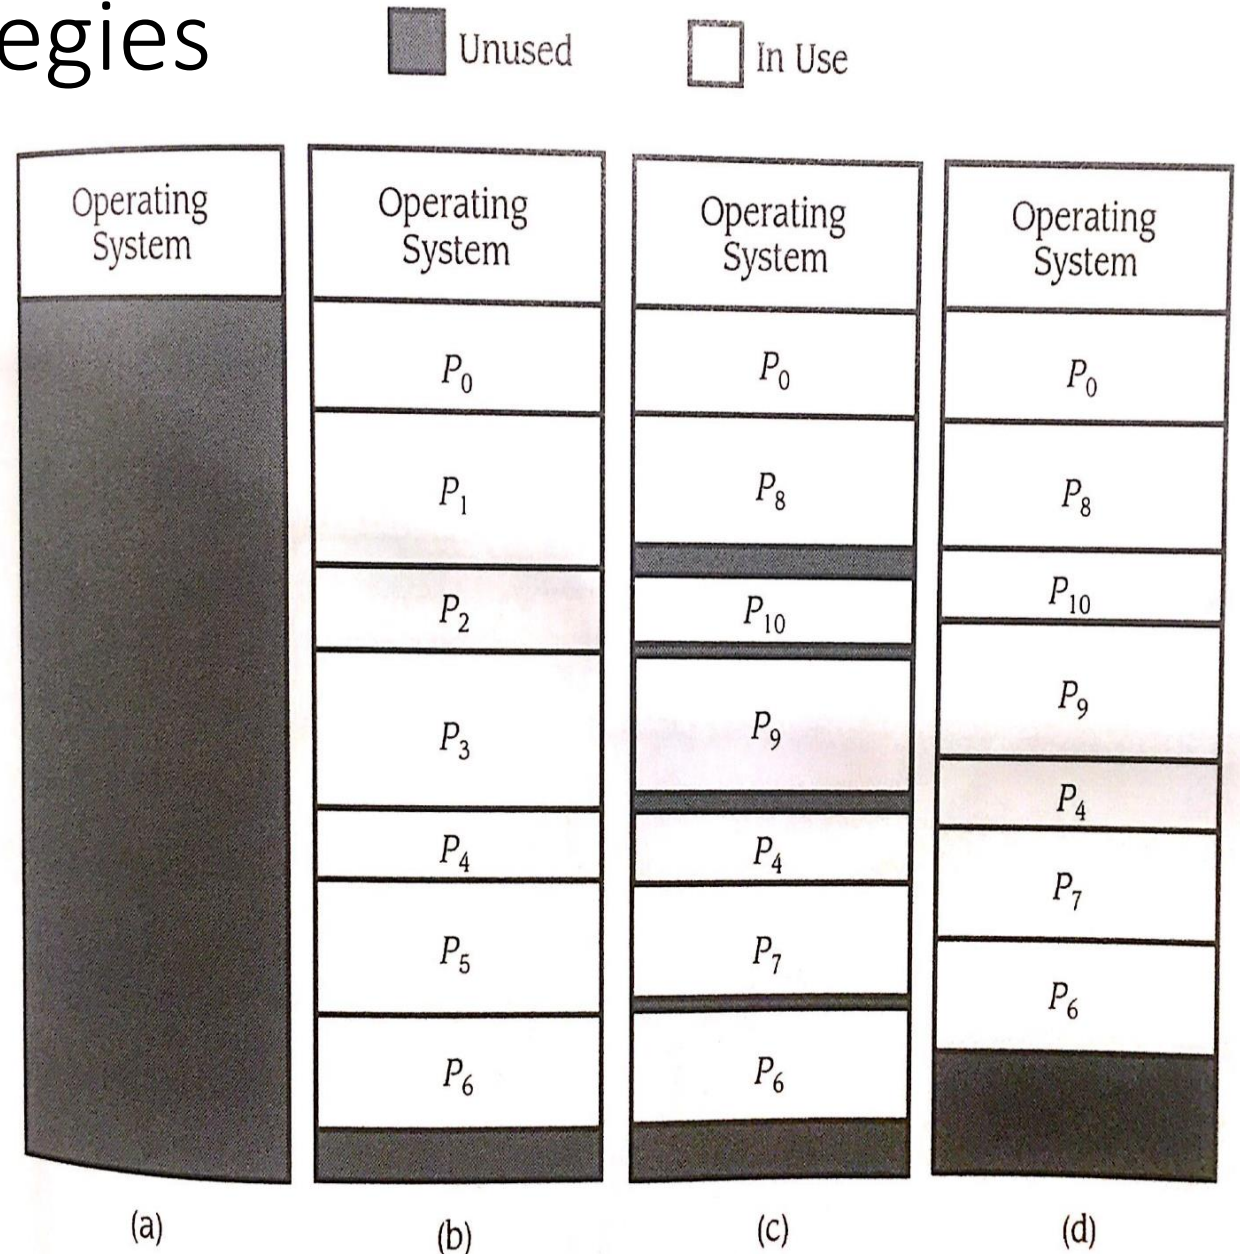 egies
Unused
In Use
Operating
System
P₀
P₁
P₂
P₃
P₄
P₅
P₆
Operating
System
P₀
P₈
P₁₀
P₉
P₄
P₇
P₆
Operating
System
P₀
P₈
P₁₀
P₉
P₄
P₇
P₆
Operating
System
(a)
(b)
(c)
(d)